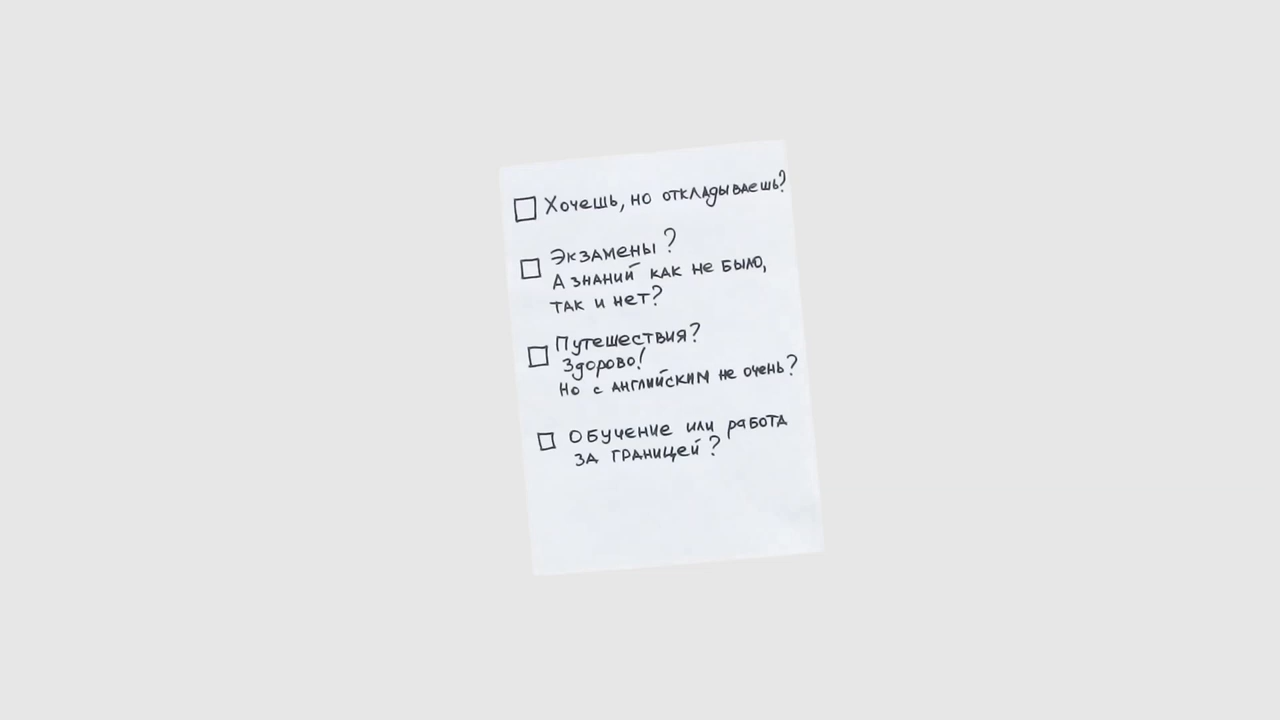 Хочешь, но откладываешь?
Экзамены?
А знаний как не было,
так и нет?
Путешествия?
Здорово!
Но с английским не очень?
Обучение или работа
за границей?